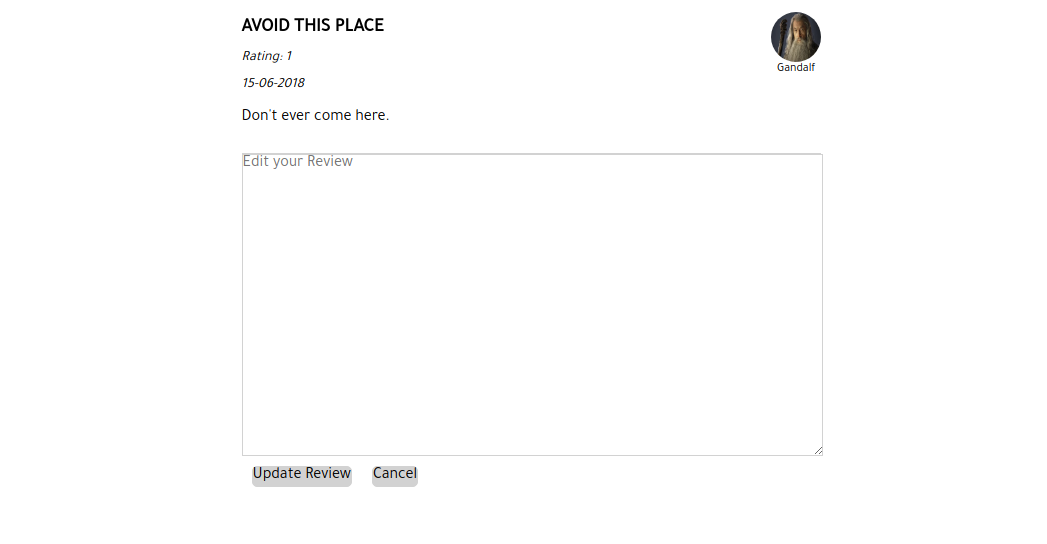 AVOID THIS PLACE
Gandalf
Rating: 1
15-06-2018
Don't ever come here.
Edit your Review
Update Review Cancel